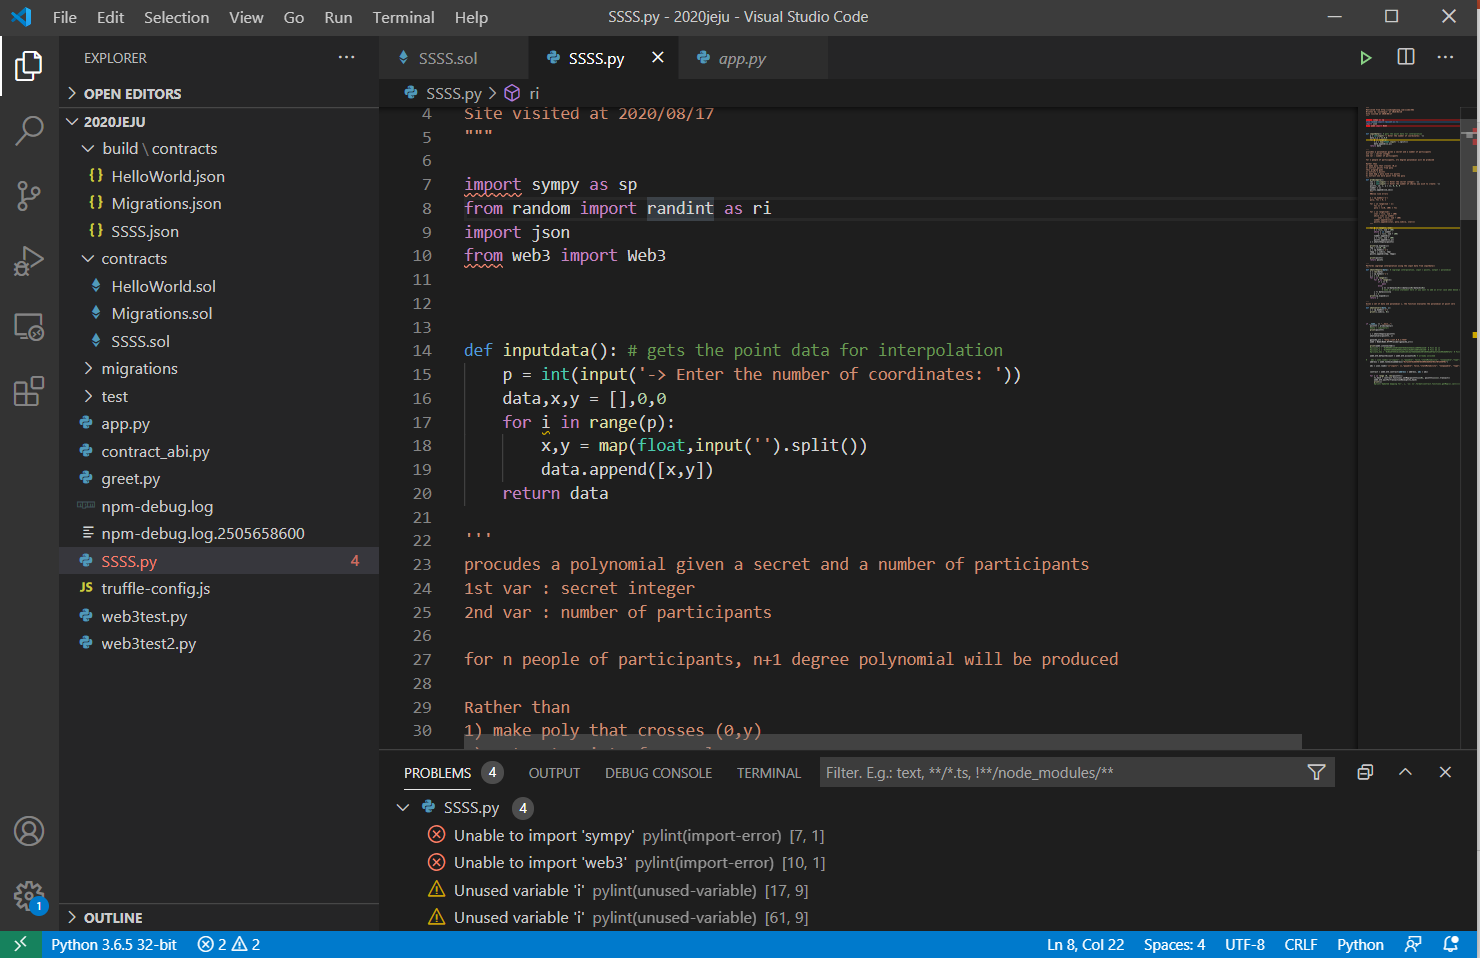 File Edit Selection View Go Run Terminal Help
SSSS.py - 2020jeju - Visual Studio Code
EXPLORER
OPEN EDITORS
2020JEJU
build \ contracts
{} HelloWorld.json
{} Migrations.json
{} SSSS.json
contracts
HelloWorld.sol
Migrations.sol
SSSS.sol
migrations
test
app.py
contract_abi.py
greet.py
npm-debug.log
npm-debug.log.2505658600
SSSS.py 4
JS truffle-config.js
web3test.py
web3test2.py
OUTLINE
1
SSSS.sol
SSSS.py
app.py
SSSS.py > ri
4 Site visited at 2020/08/17
5 """
6
7 import sympy as sp
8 from random import randint as ri
9 import json
10 from web3 import Web3
11
12
13
14 def inputdata(): # gets the point data for interpolation
15 p = int(input('-> Enter the number of coordinates: '))
16 data,x,y = [],0,0
17 for i in range(p):
18 x,y = map(float,input('').split())
19 data.append([x,y])
20 return data
21
22 '''
23 procudes a polynomial given a secret and a number of participants
24 1st var : secret integer
25 2nd var : number of participants
26
27 for n people of participants, n+1 degree polynomial will be produced
28
29 Rather than
30 1) make poly that crosses (0,y)
PROBLEMS 4 OUTPUT DEBUG CONSOLE TERMINAL
Filter. E.g.: text, **/*.ts, !**/node_modules/**
SSSS.py 4
Unable to import 'sympy' pylint(import-error) [7, 1]
Unable to import 'web3' pylint(import-error) [10, 1]
Unused variable 'i' pylint(unused-variable) [17, 9]
Unused variable 'i' pylint(unused-variable) [61, 9]
Python 3.6.5 32-bit 2 2
Ln 8, Col 22 Spaces: 4 UTF-8 CRLF Python